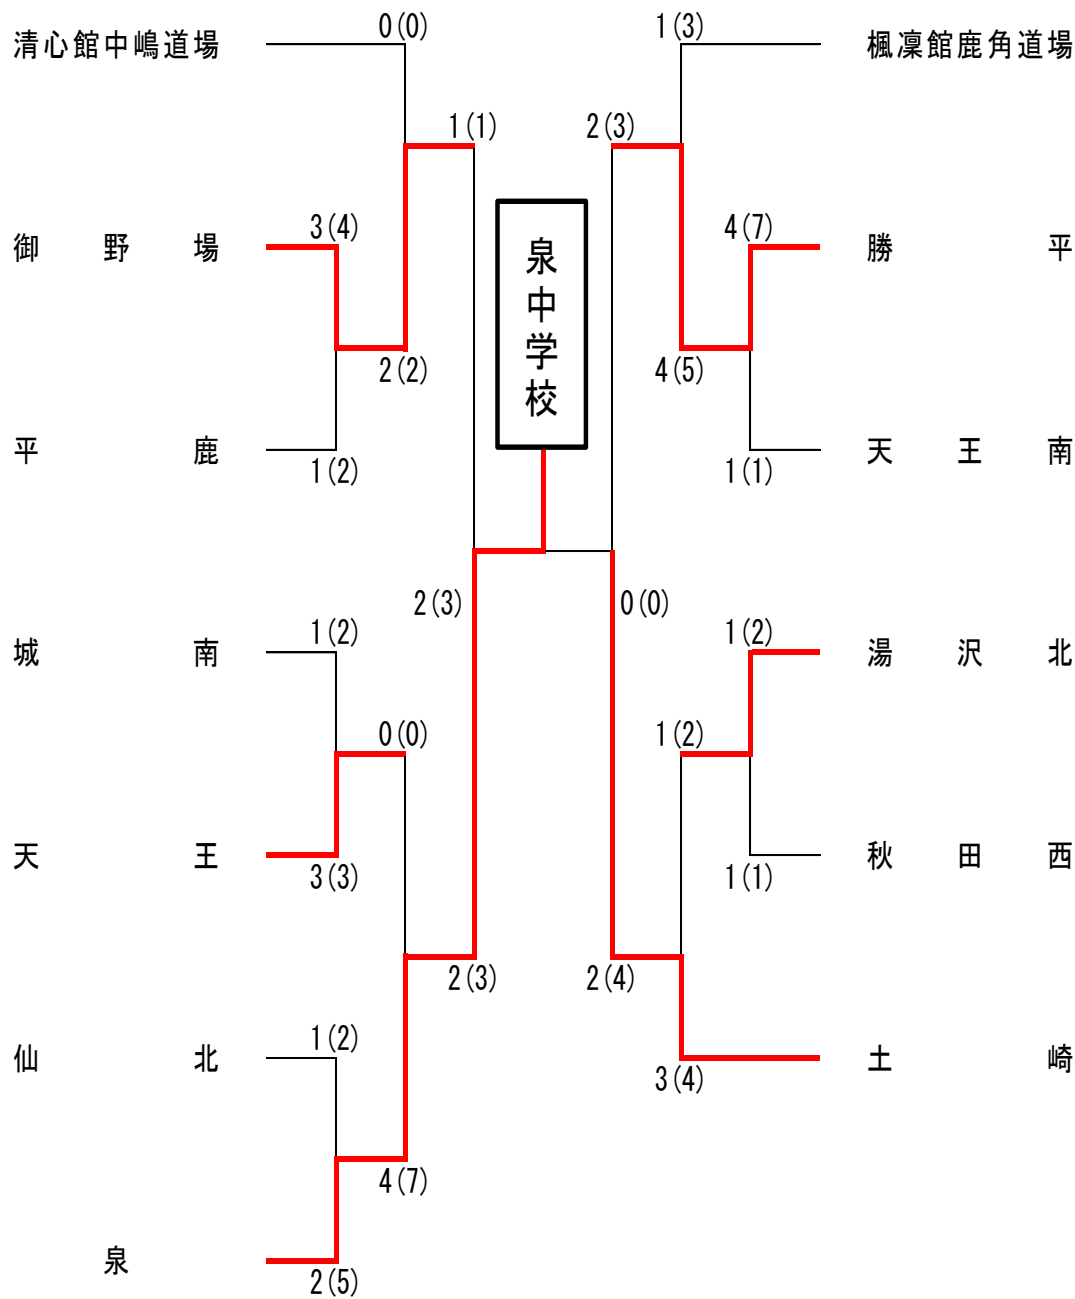 0(0) 1(3)
清心館中嶋道場 楓凜館鹿角道場
1(1) 2(3)
3(4) 4(7)
御野場 勝平
泉中学校
2(2) 4(5)
平鹿 天王南
1(2) 1(1)
2(3) 0(0)
1(2) 1(2)
城南 湯沢北
0(0) 1(2)
天王 秋田西
3(3) 1(1)
2(3) 2(4)
1(2)
仙北 土崎
3(4)
4(7)
泉
2(5)